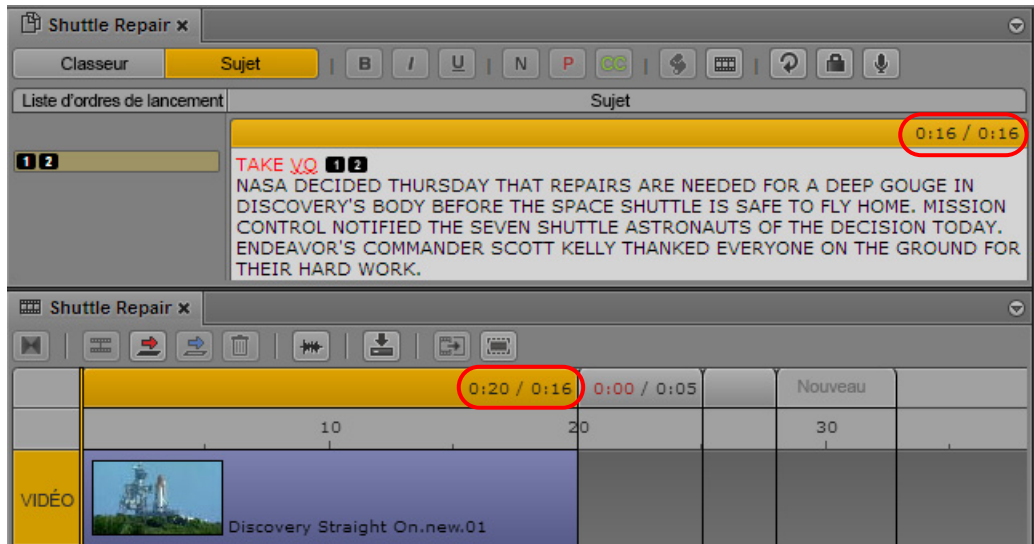 Shuttle Repair x
Classeur Sujet | B I U | N P CC |
Liste d'ordres de lancement Sujet
0:16 / 0:16
1 2
TAKE VO 1 2
NASA DECIDED THURSDAY THAT REPAIRS ARE NEEDED FOR A DEEP GOUGE IN
DISCOVERY'S BODY BEFORE THE SPACE SHUTTLE IS SAFE TO FLY HOME. MISSION
CONTROL NOTIFIED THE SEVEN SHUTTLE ASTRONAUTS OF THE DECISION TODAY.
ENDEAVOR'S COMMANDER SCOTT KELLY THANKED EVERYONE ON THE GROUND FOR
THEIR HARD WORK.
Shuttle Repair x
0:20 / 0:16 0:00 / 0:05 Nouveau
10 20 30
VIDÉO
Discovery Straight On.new.01